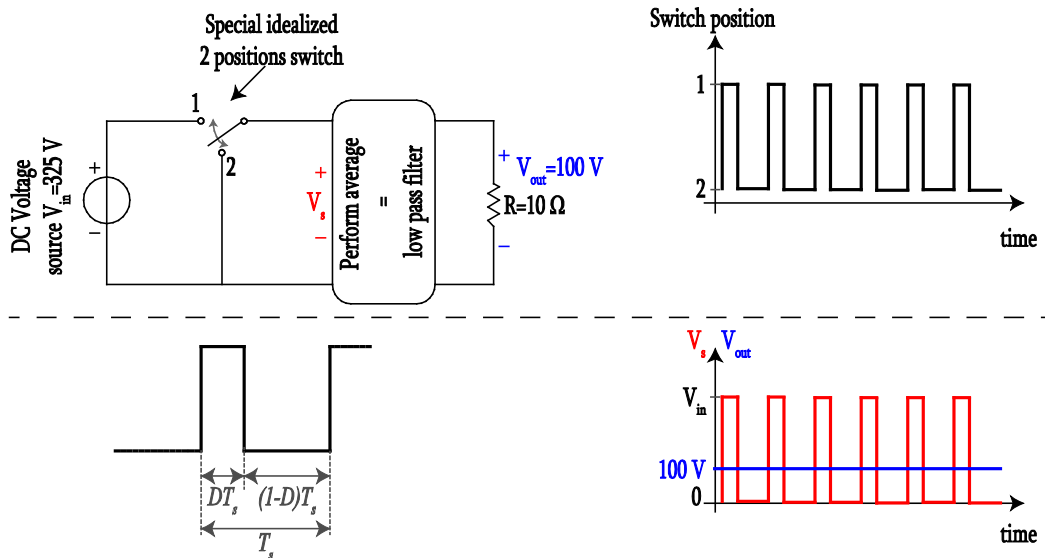 Special idealized
2 positions switch
1
2
DC Voltage
source V_in=325 V
+
−
+
V_s
−
Perform average
=
low pass filter
+
V_out=100 V
−
R=10 Ω
Switch position
1
2
time
DT_s
(1-D)T_s
T_s
V_s V_out
V_in
100 V
0
time